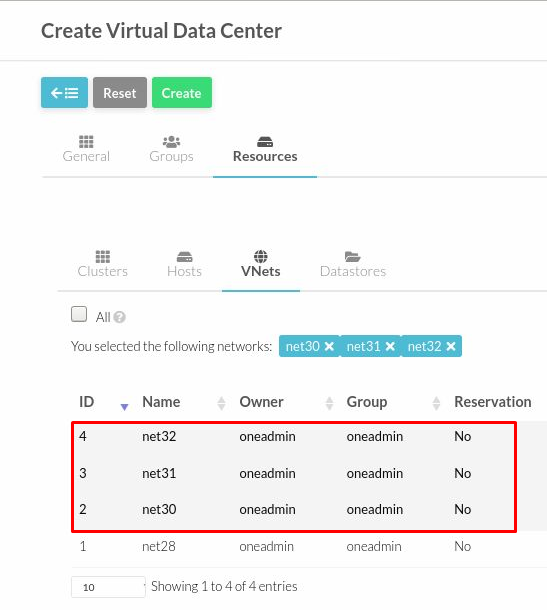 Create Virtual Data Center
Reset Create
General Groups Resources
Clusters Hosts VNets Datastores
All
You selected the following networks: net30 × net31 × net32 ×
ID Name Owner Group Reservation
4 net32 oneadmin oneadmin No
3 net31 oneadmin oneadmin No
2 net30 oneadmin oneadmin No
1 net28 oneadmin oneadmin No
10 Showing 1 to 4 of 4 entries